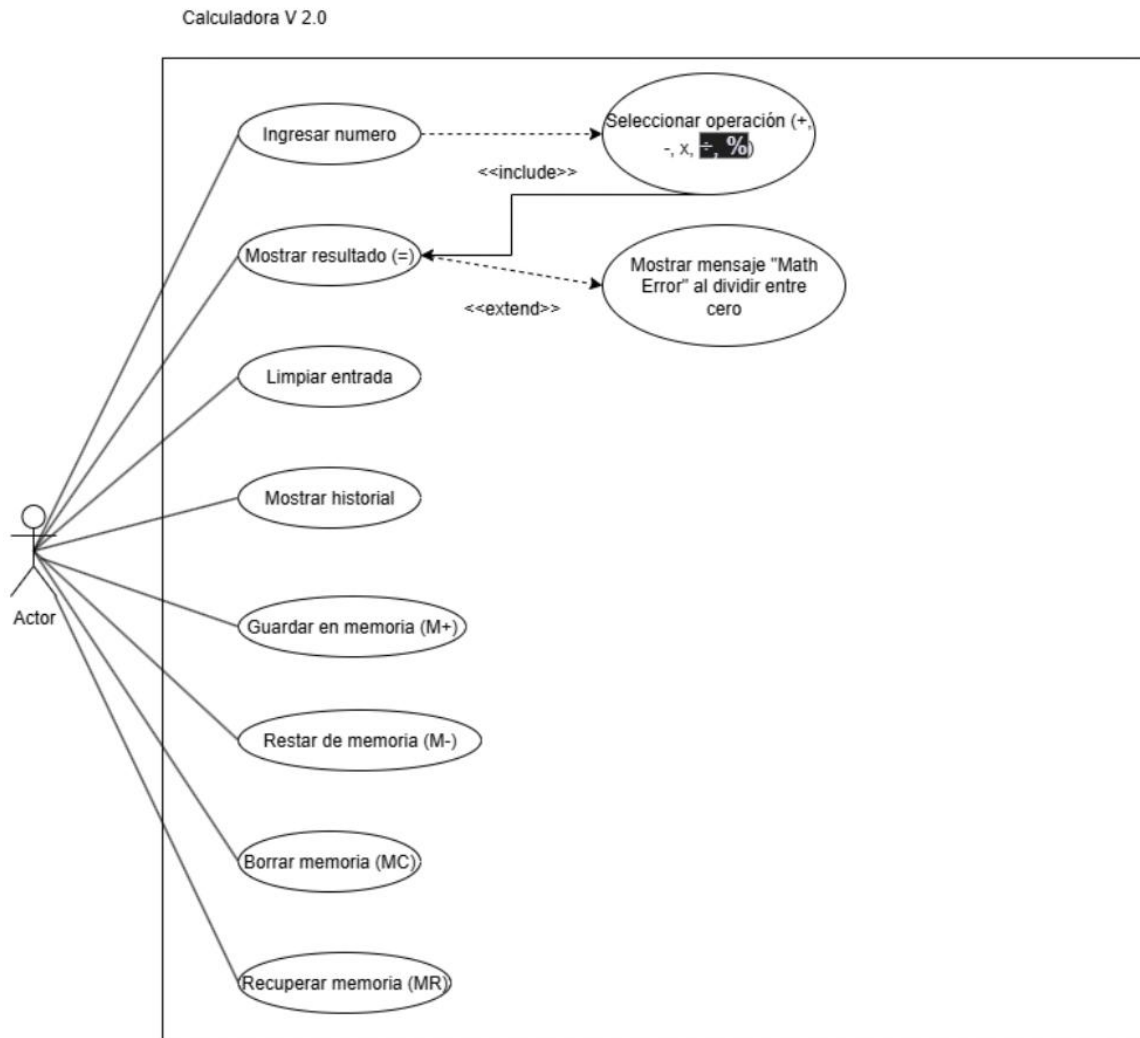 Calculadora V 2.0
Ingresar numero
Seleccionar operación (+,
-, x, ÷, %)
<<include>>
Mostrar resultado (=)
Mostrar mensaje "Math
Error" al dividir entre
cero
<<extend>>
Limpiar entrada
Mostrar historial
Actor
Guardar en memoria (M+)
Restar de memoria (M-)
Borrar memoria (MC)
Recuperar memoria (MR)